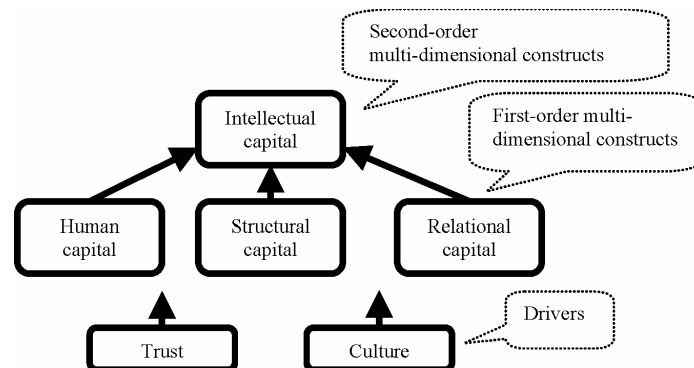 Second-order
multi-dimensional constructs
Intellectual
capital
First-order multi-
dimensional constructs
Human
capital
Structural
capital
Relational
capital
Drivers
Trust
Culture